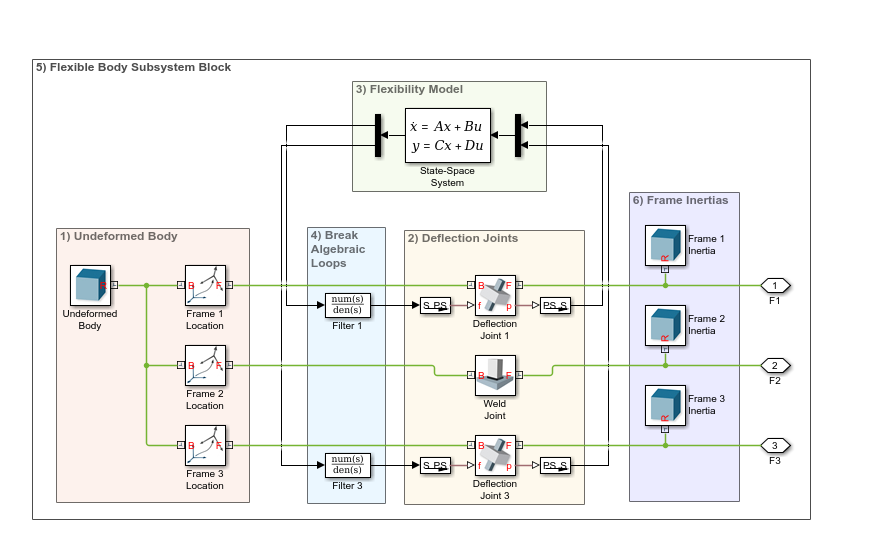 5) Flexible Body Subsystem Block
3) Flexibility Model
ẋ = Ax + Bu
y = Cx + Du
State-Space
System
1) Undeformed Body
R
Undeformed
Body
B F
Frame 1
Location
B F
Frame 2
Location
B F
Frame 3
Location
4) Break
Algebraic
Loops
num(s)
den(s)
Filter 1
num(s)
den(s)
Filter 3
2) Deflection Joints
S PS
B F
f p
PS S
Deflection
Joint 1
B F
Weld
Joint
S PS
B F
f p
PS S
Deflection
Joint 3
6) Frame Inertias
R
Frame 1
Inertia
R
Frame 2
Inertia
R
Frame 3
Inertia
1
F1
2
F2
3
F3